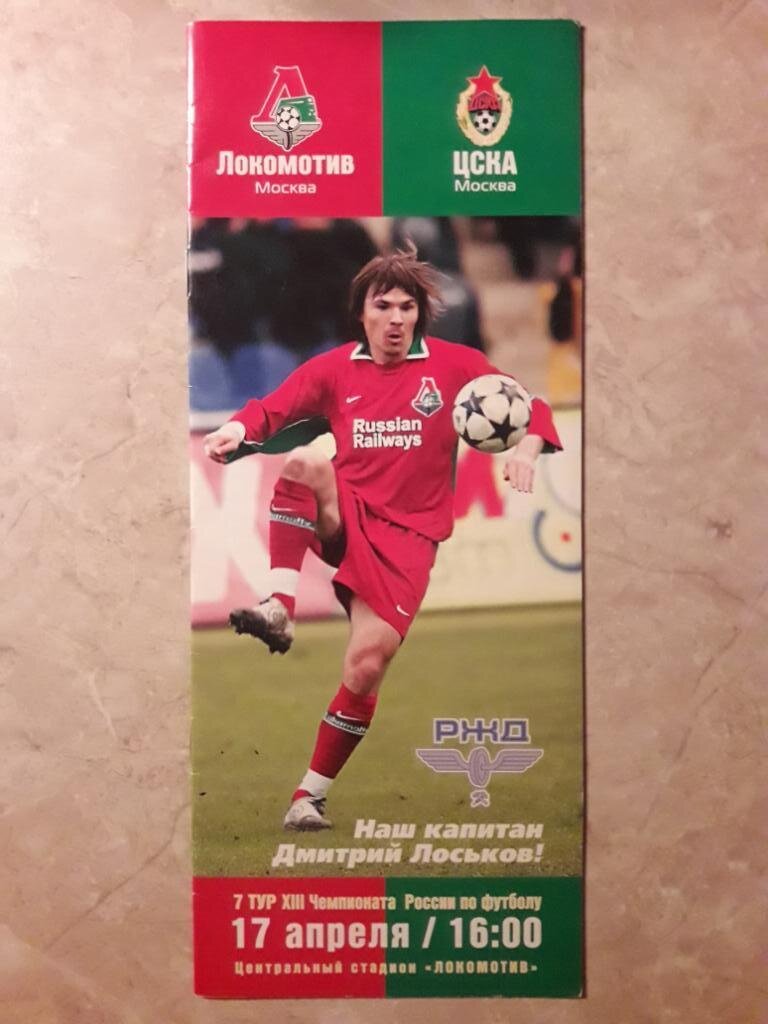 ЛОКОМОТИВ
Москва
ЦСКА
ЦСКА
Москва
Russian
Railways
РЖД
Наш капитан
Дмитрий Лоськов!
7 ТУР XIII Чемпионата России по футболу
17 апреля / 16:00
Центральный стадион «ЛОКОМОТИВ»